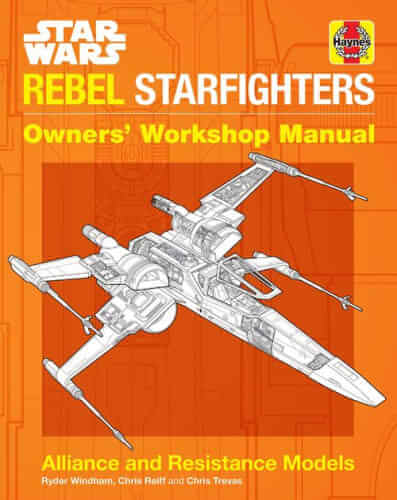 STAR
WARS
Haynes
REBEL STARFIGHTERS
Owners' Workshop Manual
Alliance and Resistance Models
Ryder Windham, Chris Reiff and Chris Trevas